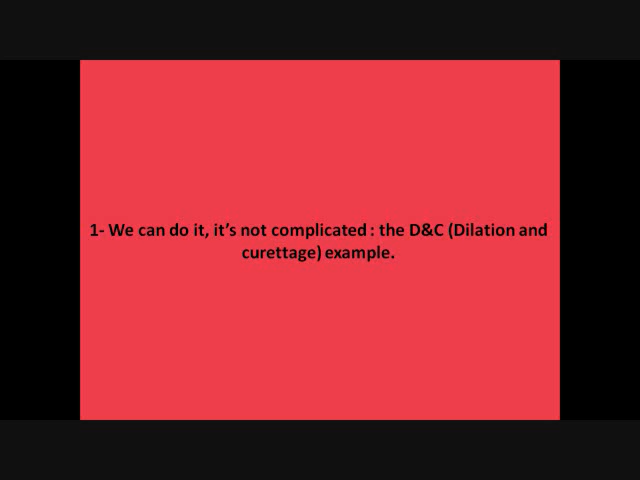 1- We can do it, it’s not complicated : the D&C (Dilation and
curettage) example.